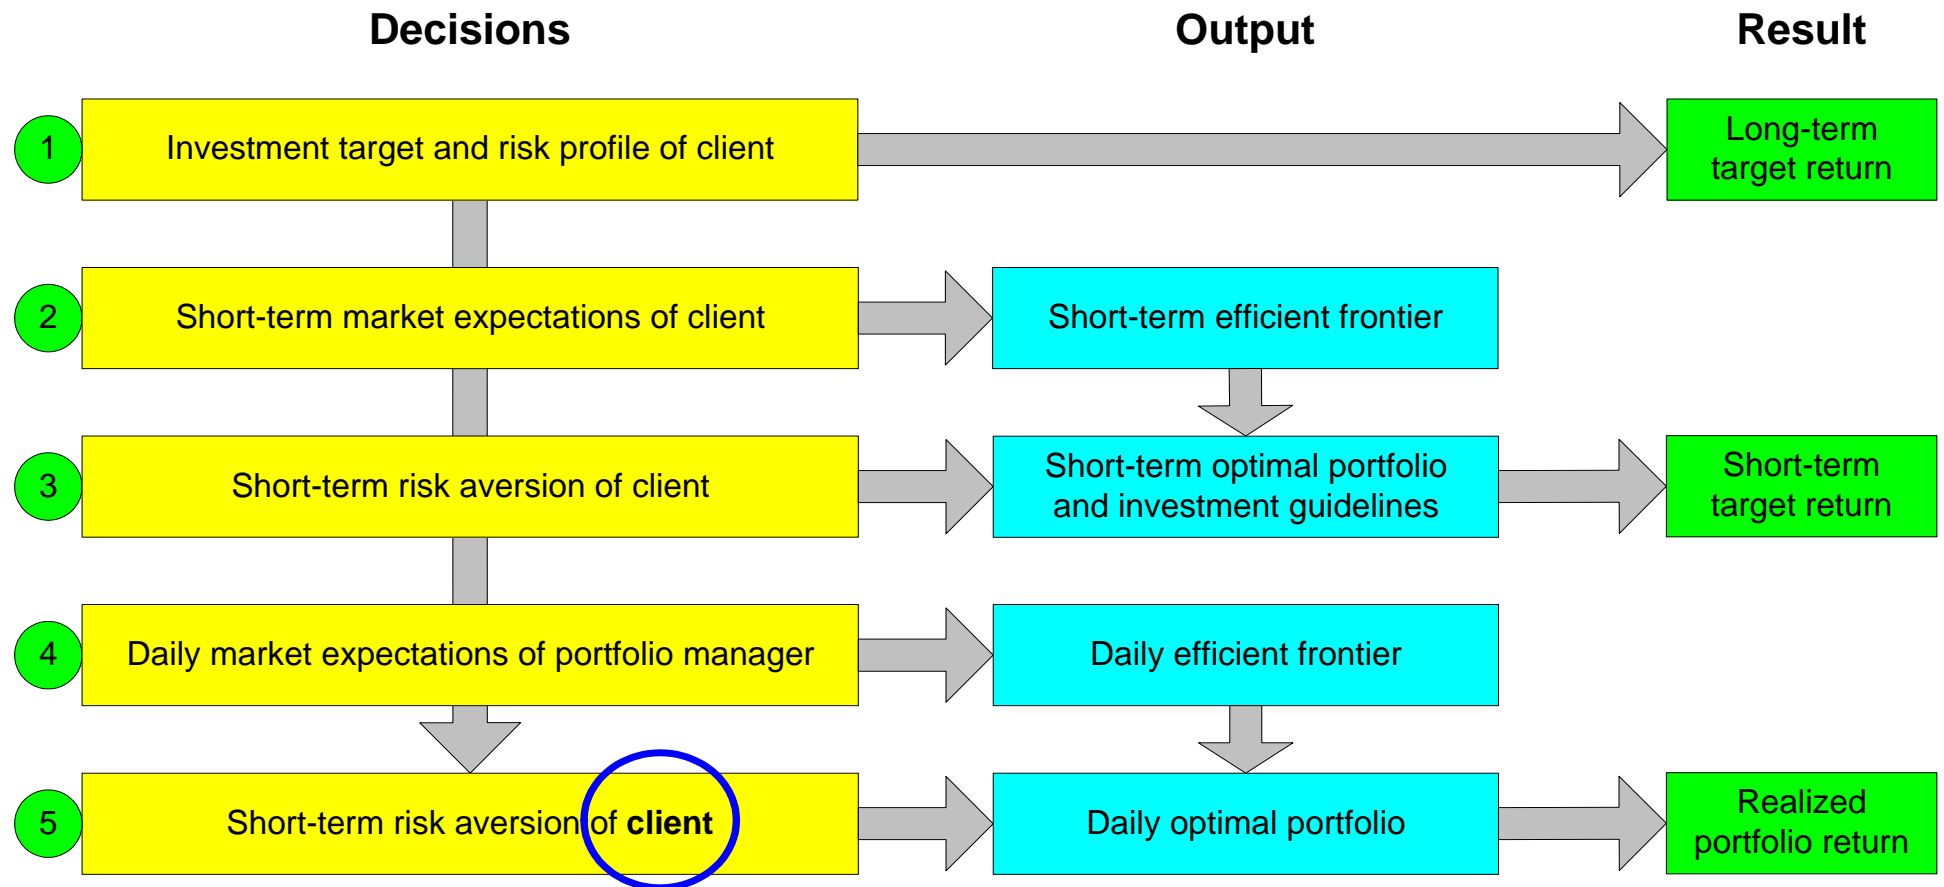 Decisions
Output
Result
1
Investment target and risk profile of client
Long-term
target return
2
Short-term market expectations of client
Short-term efficient frontier
3
Short-term risk aversion of client
Short-term optimal portfolio
and investment guidelines
Short-term
target return
4
Daily market expectations of portfolio manager
Daily efficient frontier
5
Short-term risk aversion of client
Daily optimal portfolio
Realized
portfolio return